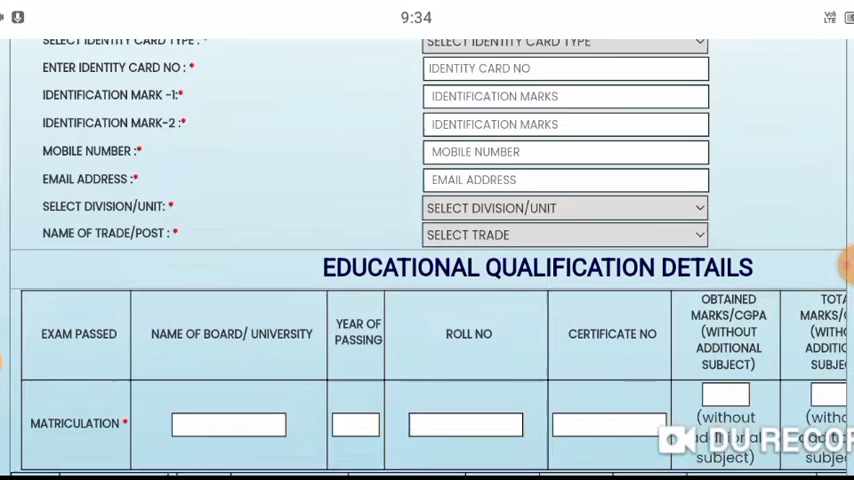 9:34
SELECT IDENTITY CARD TYPE : * SELECT IDENTITY CARD TYPE
ENTER IDENTITY CARD NO : * IDENTITY CARD NO
IDENTIFICATION MARK -1:* IDENTIFICATION MARKS
IDENTIFICATION MARK-2 :* IDENTIFICATION MARKS
MOBILE NUMBER :* MOBILE NUMBER
EMAIL ADDRESS :* EMAIL ADDRESS
SELECT DIVISION/UNIT: * SELECT DIVISION/UNIT
NAME OF TRADE/POST : * SELECT TRADE
EDUCATIONAL QUALIFICATION DETAILS
EXAM PASSED
NAME OF BOARD/ UNIVERSITY
YEAR OF
PASSING
ROLL NO
CERTIFICATE NO
OBTAINED
MARKS/CGPA
(WITHOUT
ADDITIONAL
SUBJECT)
MATRICULATION *
(without
additional
subject)
DU RECOR